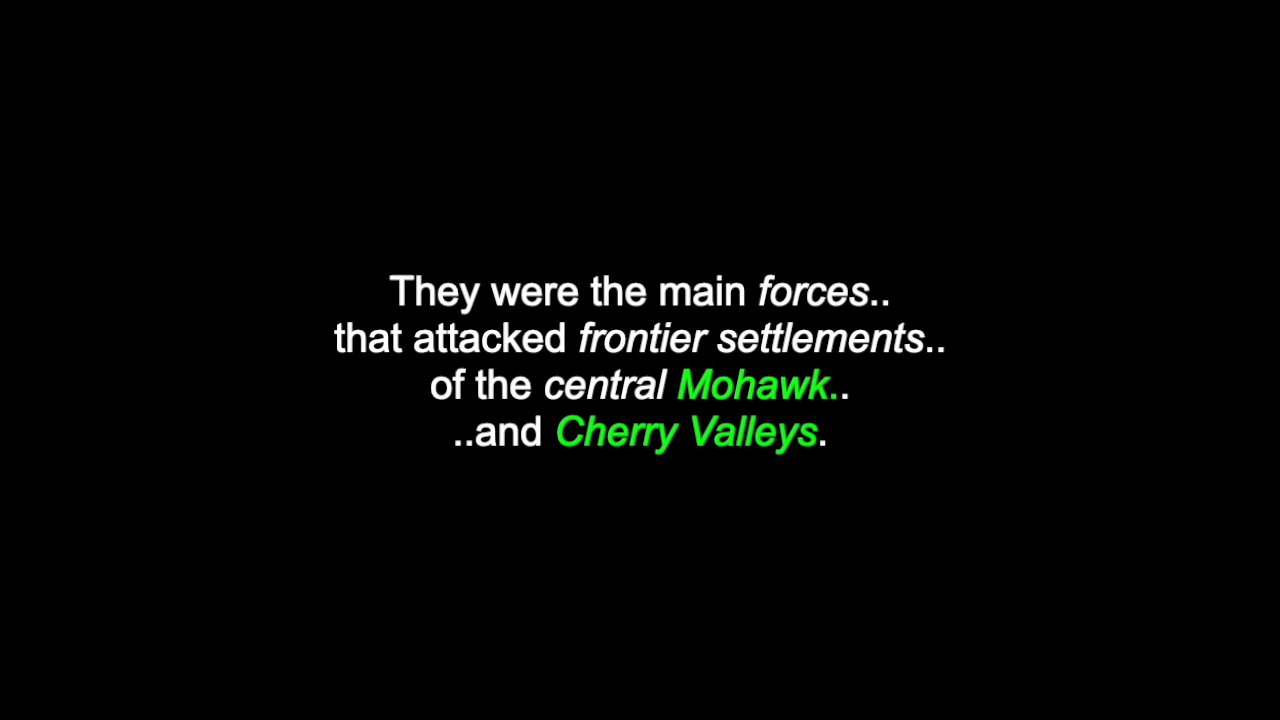 They were the main forces..
that attacked frontier settlements..
of the central Mohawk..
..and Cherry Valleys.